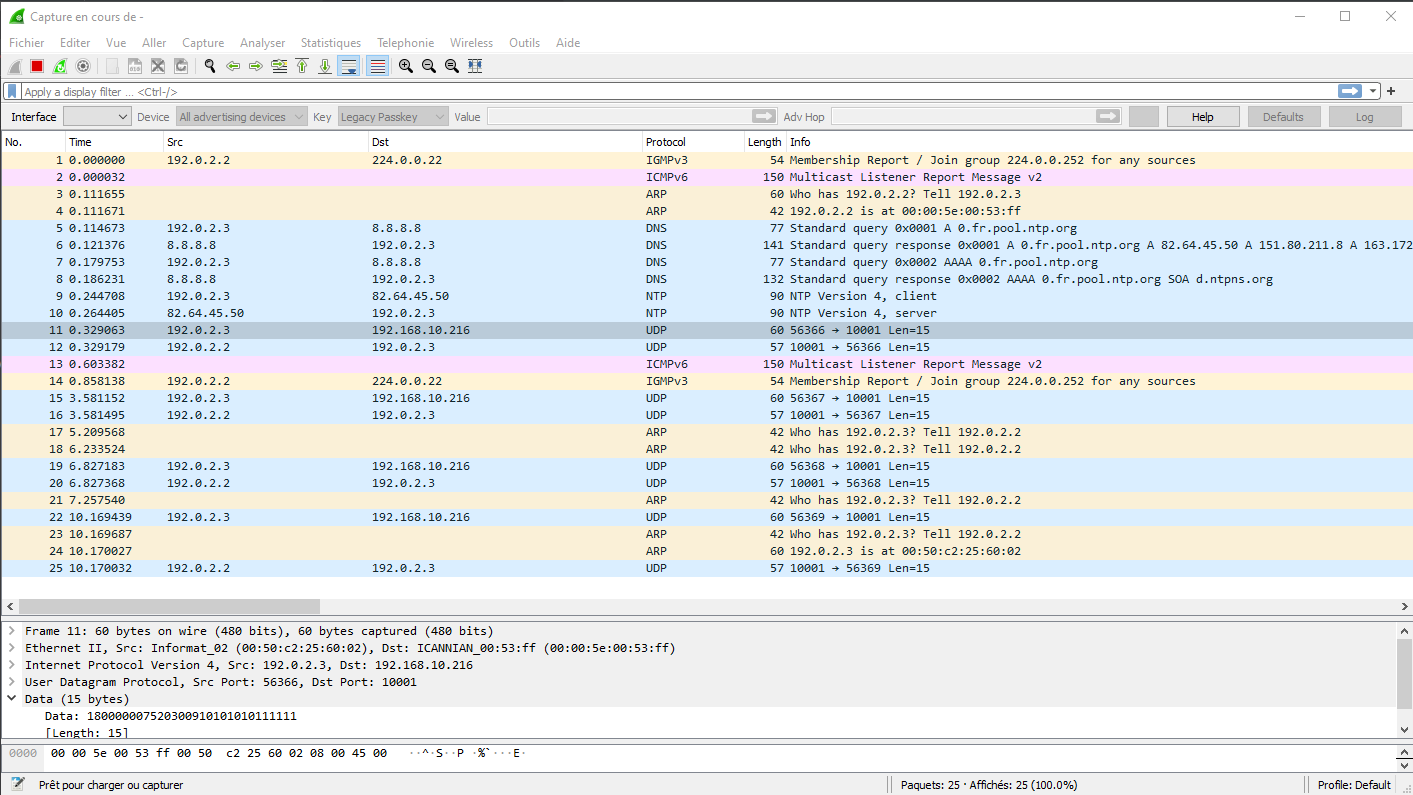 Capture en cours de -
Fichier Editer Vue Aller Capture Analyser Statistiques Telephonie Wireless Outils Aide
Apply a display filter ... <Ctrl-/>
Interface Device All advertising devices Key Legacy Passkey Value Adv Hop Help Defaults Log
No. Time Src Dst Protocol Length Info
1 0.000000 192.0.2.2 224.0.0.22 IGMPv3 54 Membership Report / Join group 224.0.0.252 for any sources
2 0.000032 ICMPv6 150 Multicast Listener Report Message v2
3 0.111655 ARP 60 Who has 192.0.2.2? Tell 192.0.2.3
4 0.111671 ARP 42 192.0.2.2 is at 00:00:5e:00:53:ff
5 0.114673 192.0.2.3 8.8.8.8 DNS 77 Standard query 0x0001 A 0.fr.pool.ntp.org
6 0.121376 8.8.8.8 192.0.2.3 DNS 141 Standard query response 0x0001 A 0.fr.pool.ntp.org A 82.64.45.50 A 151.80.211.8 A 163.172
7 0.179753 192.0.2.3 8.8.8.8 DNS 77 Standard query 0x0002 AAAA 0.fr.pool.ntp.org
8 0.186231 8.8.8.8 192.0.2.3 DNS 132 Standard query response 0x0002 AAAA 0.fr.pool.ntp.org SOA d.ntpns.org
9 0.244708 192.0.2.3 82.64.45.50 NTP 90 NTP Version 4, client
10 0.264405 82.64.45.50 192.0.2.3 NTP 90 NTP Version 4, server
11 0.329063 192.0.2.3 192.168.10.216 UDP 60 56366 → 10001 Len=15
12 0.329179 192.0.2.2 192.0.2.3 UDP 57 10001 → 56366 Len=15
13 0.603382 ICMPv6 150 Multicast Listener Report Message v2
14 0.858138 192.0.2.2 224.0.0.22 IGMPv3 54 Membership Report / Join group 224.0.0.252 for any sources
15 3.581152 192.0.2.3 192.168.10.216 UDP 60 56367 → 10001 Len=15
16 3.581495 192.0.2.2 192.0.2.3 UDP 57 10001 → 56367 Len=15
17 5.209568 ARP 42 Who has 192.0.2.3? Tell 192.0.2.2
18 6.233524 ARP 42 Who has 192.0.2.3? Tell 192.0.2.2
19 6.827183 192.0.2.3 192.168.10.216 UDP 60 56368 → 10001 Len=15
20 6.827368 192.0.2.2 192.0.2.3 UDP 57 10001 → 56368 Len=15
21 7.257540 ARP 42 Who has 192.0.2.3? Tell 192.0.2.2
22 10.169439 192.0.2.3 192.168.10.216 UDP 60 56369 → 10001 Len=15
23 10.169687 ARP 42 Who has 192.0.2.3? Tell 192.0.2.2
24 10.170027 ARP 60 192.0.2.3 is at 00:50:c2:25:60:02
25 10.170032 192.0.2.2 192.0.2.3 UDP 57 10001 → 56369 Len=15
Frame 11: 60 bytes on wire (480 bits), 60 bytes captured (480 bits)
Ethernet II, Src: Informat_02 (00:50:c2:25:60:02), Dst: ICANNIAN_00:53:ff (00:00:5e:00:53:ff)
Internet Protocol Version 4, Src: 192.0.2.3, Dst: 192.168.10.216
User Datagram Protocol, Src Port: 56366, Dst Port: 10001
Data (15 bytes)
Data: 180000007520300910101010111111
[Length: 15]
0000 00 00 5e 00 53 ff 00 50 c2 25 60 02 08 00 45 00 ··^·S··P ·%`···E·
Prêt pour charger ou capturer Paquets: 25 · Affichés: 25 (100.0%) Profile: Default